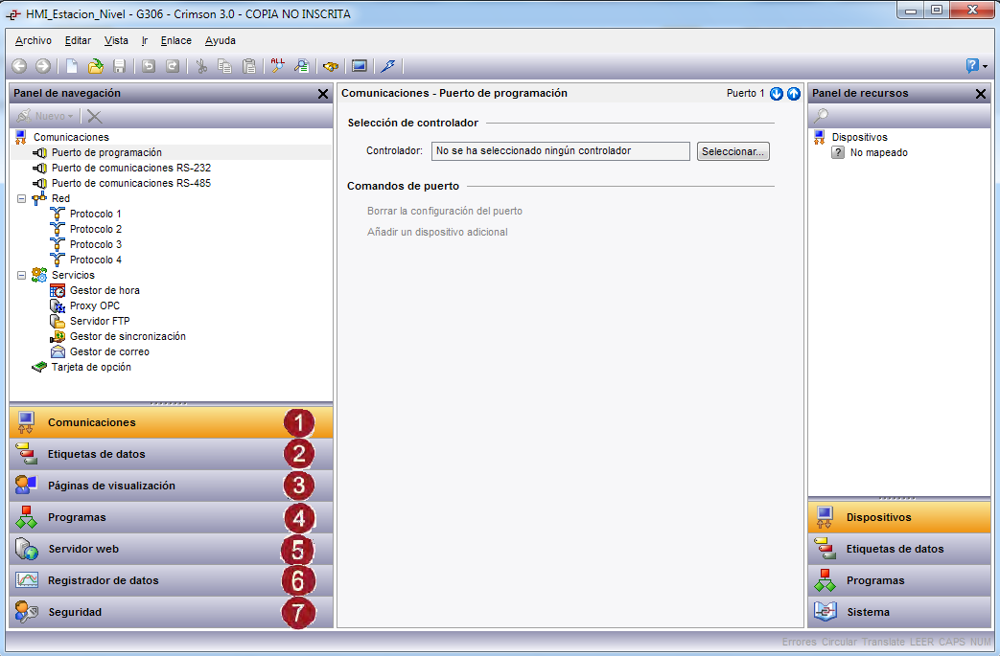 HMI_Estacion_Nivel - G306 - Crimson 3.0 - COPIA NO INSCRITA
Archivo Editar Vista Ir Enlace Ayuda
ALL
Panel de navegación
Nuevo
Comunicaciones
Puerto de programación
Puerto de comunicaciones RS-232
Puerto de comunicaciones RS-485
Red
Protocolo 1
Protocolo 2
Protocolo 3
Protocolo 4
Servicios
Gestor de hora
Proxy OPC
Servidor FTP
Gestor de sincronización
Gestor de correo
Tarjeta de opción
Comunicaciones 1
Etiquetas de datos 2
Páginas de visualización 3
Programas 4
Servidor web 5
Registrador de datos 6
Seguridad 7
Comunicaciones - Puerto de programación Puerto 1
Selección de controlador
Controlador: No se ha seleccionado ningún controlador Seleccionar...
Comandos de puerto
Borrar la configuración del puerto
Añadir un dispositivo adicional
Panel de recursos
Dispositivos
? No mapeado
Dispositivos
Etiquetas de datos
Programas
Sistema
Errores Circular Translate LEER CAPS NUM